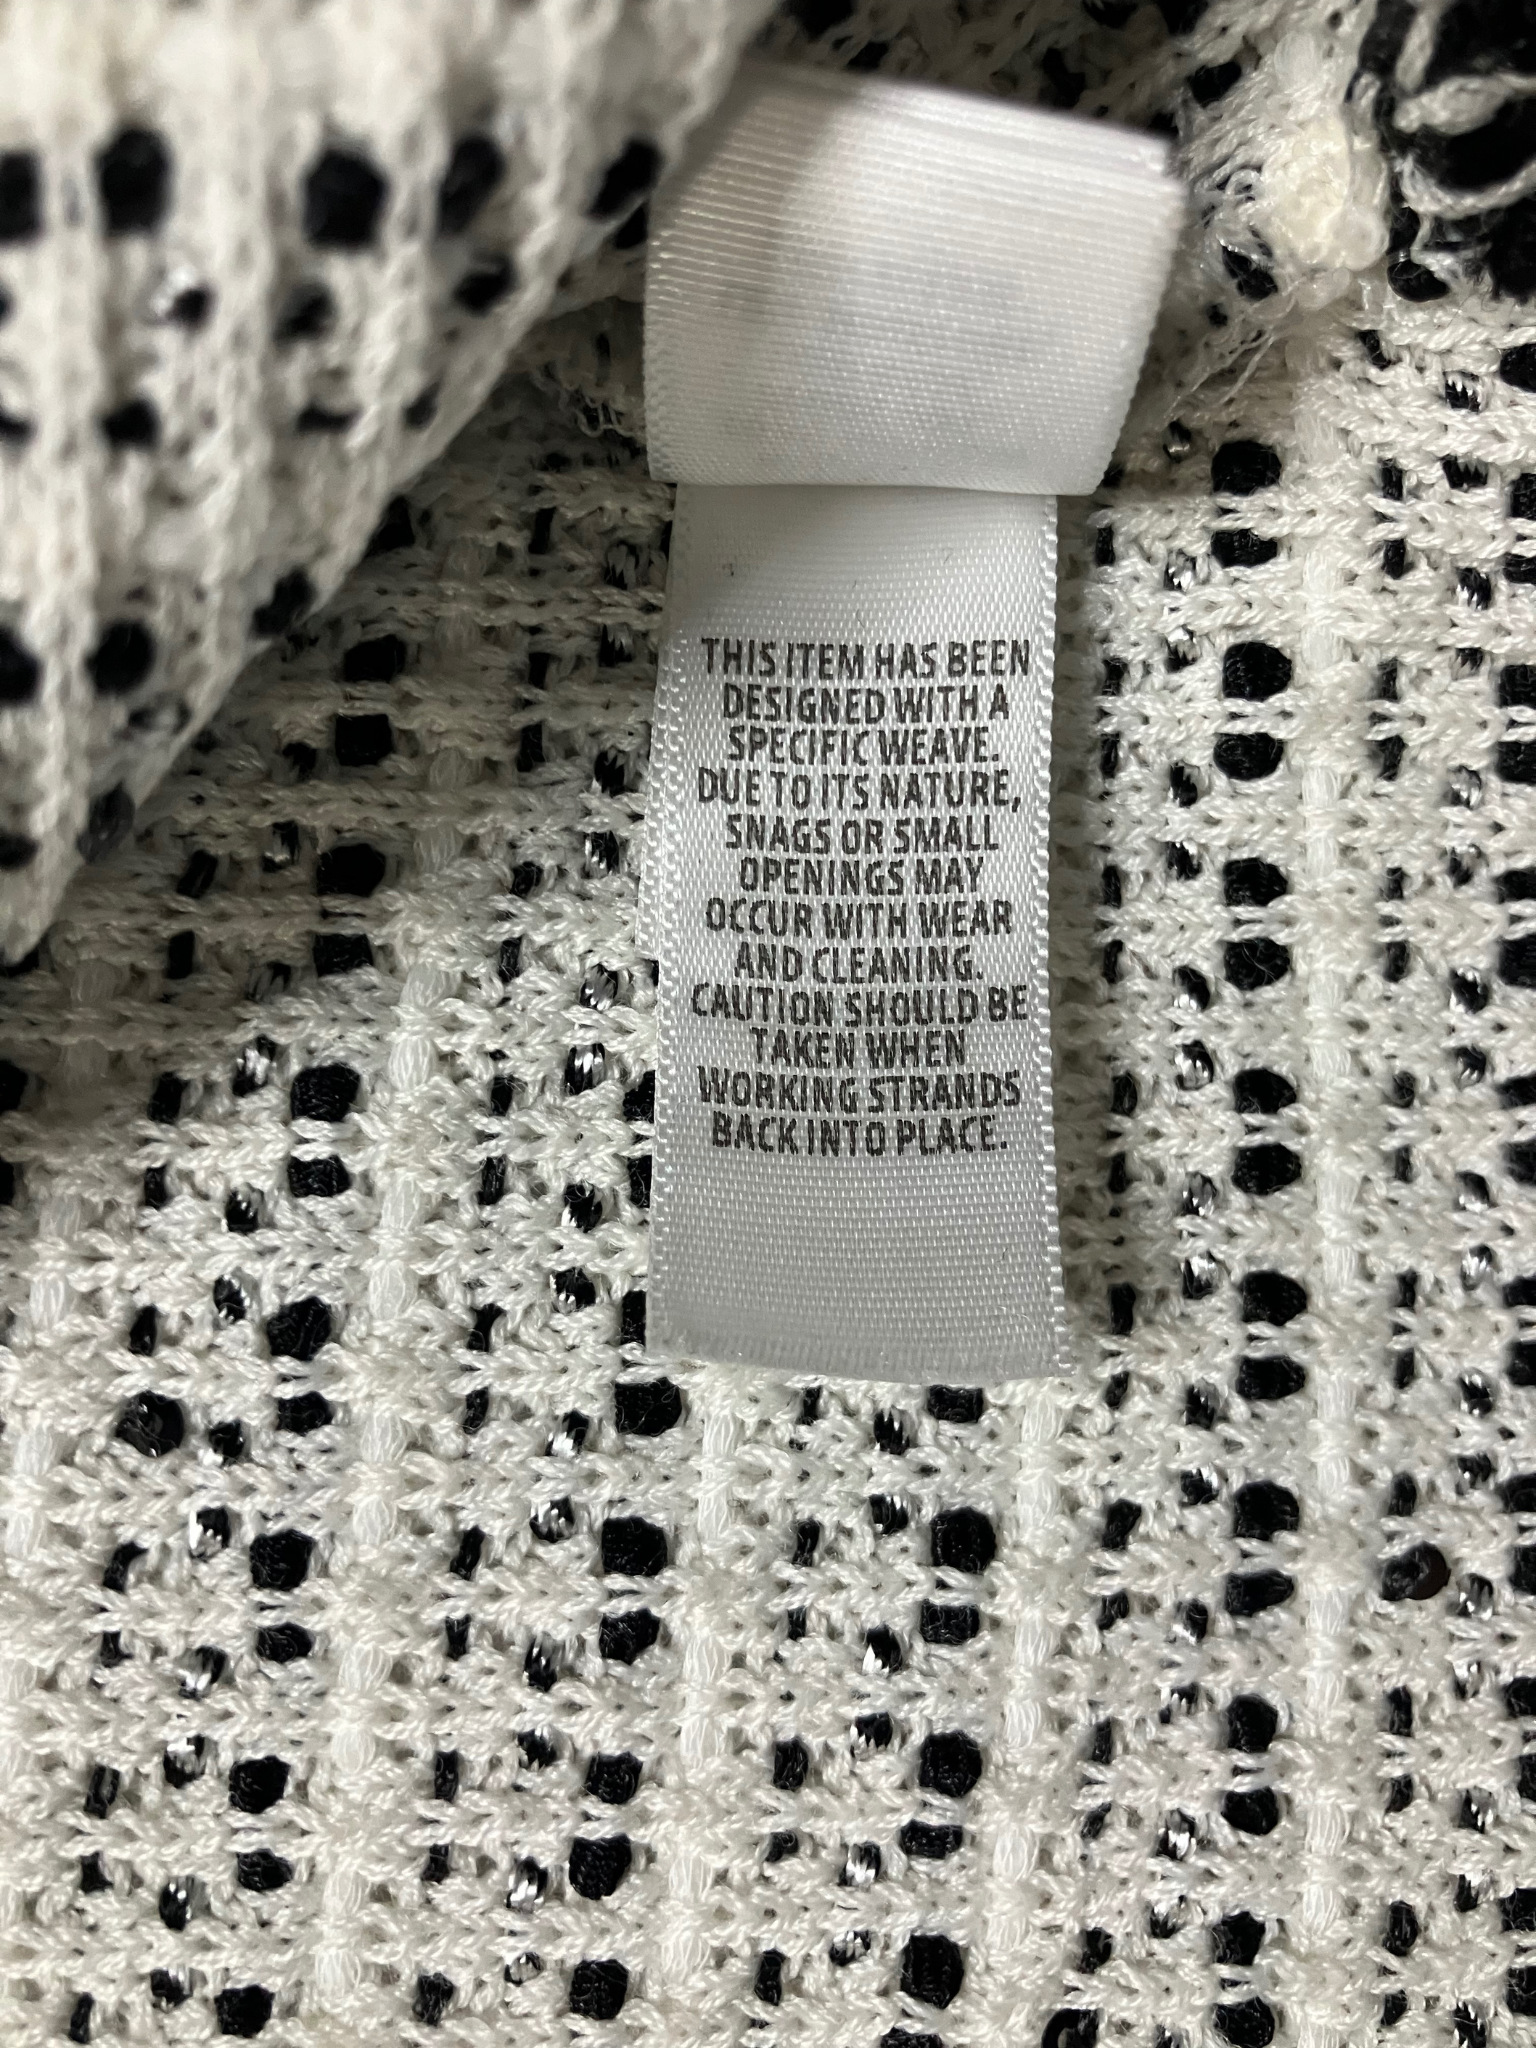 THIS ITEM HAS BEEN
DESIGNED WITH A
SPECIFIC WEAVE.
DUE TO ITS NATURE,
SNAGS OR SMALL
OPENINGS MAY
OCCUR WITH WEAR
AND CLEANING.
CAUTION SHOULD BE
TAKEN WHEN
WORKING STRANDS
BACK INTO PLACE.